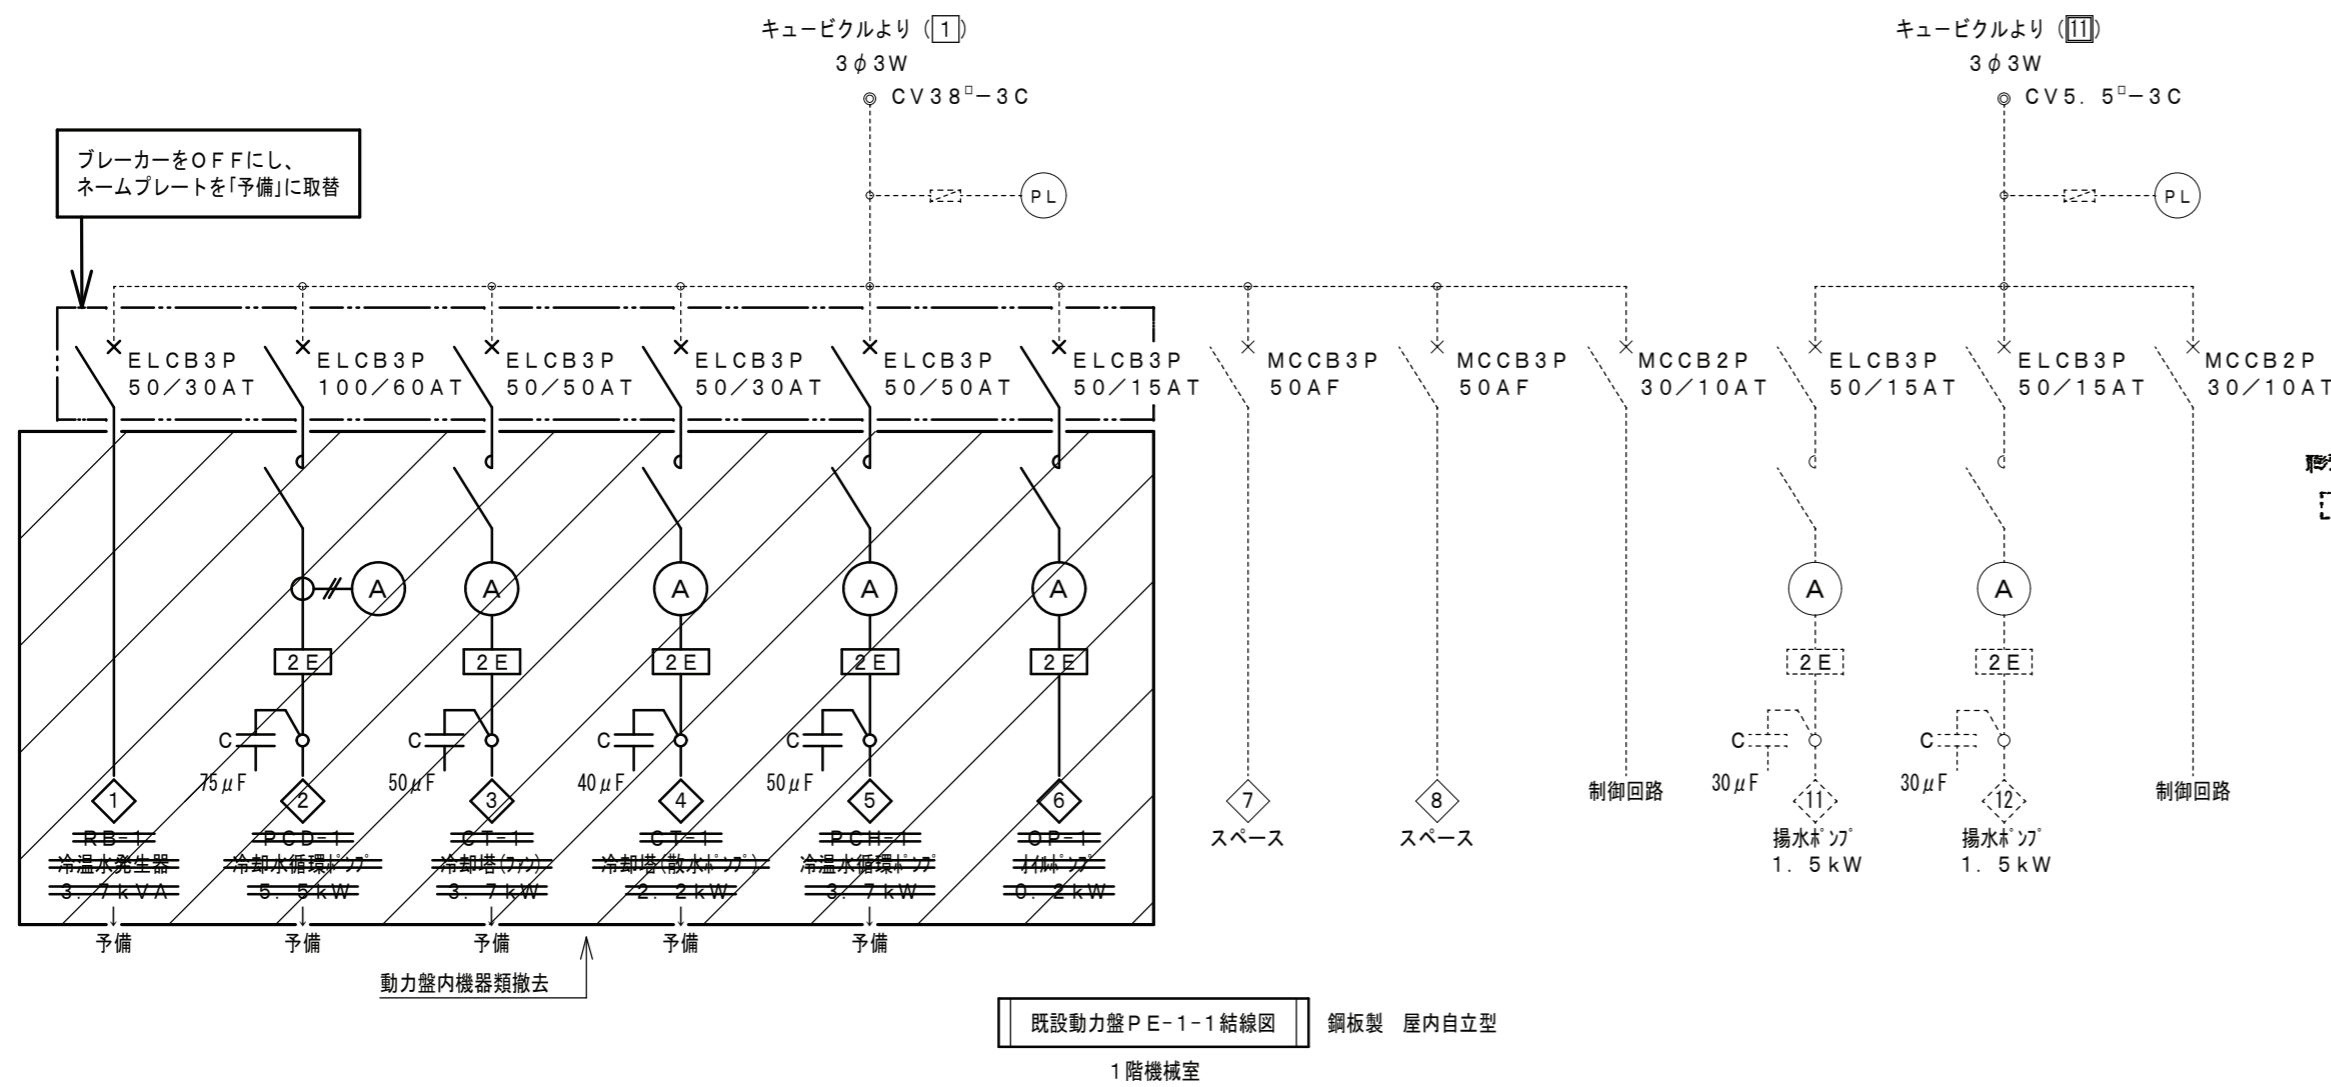 キュービクルより（1）
3φ3W
CV38□－3C
キュービクルより（11）
3φ3W
CV5．5□－3C
ブレーカーをOFFにし、
ネームプレートを｢予備｣に取替
PL
PL
ELCB3P
50／30AT
ELCB3P
100／60AT
ELCB3P
50／50AT
ELCB3P
50／30AT
ELCB3P
50／50AT
ELCB3P
50／15AT
MCCB3P
50AF
MCCB3P
50AF
MCCB2P
30／10AT
ELCB3P
50／15AT
ELCB3P
50／15AT
MCCB2P
30／10AT
A
A
A
A
A
A
A
2E
2E
2E
2E
2E
2E
2E
C
75μF
C
50μF
C
40μF
C
50μF
C
30μF
C
30μF
1
RB-1
冷温水発生器
3．7kVA
予備
2
PCD-1
冷却水循環ﾎﾟﾝﾌﾟ
5．5kW
予備
3
CT-1
冷却塔(ﾌｧﾝ)
3．7kW
予備
4
CT-1
冷却塔(散水ﾎﾟﾝﾌﾟ)
2．2kW
予備
5
PCH-1
冷温水循環ﾎﾟﾝﾌﾟ
3．7kW
予備
6
OP-1
ｵｲﾙﾎﾟﾝﾌﾟ
0．2kW
7
スペース
8
スペース
制御回路
11
揚水ﾎﾟﾝﾌﾟ
1．5kW
12
揚水ﾎﾟﾝﾌﾟ
1．5kW
制御回路
動力盤内機器類撤去
既設動力盤PE-1-1結線図
鋼板製　屋内自立型
1階機械室